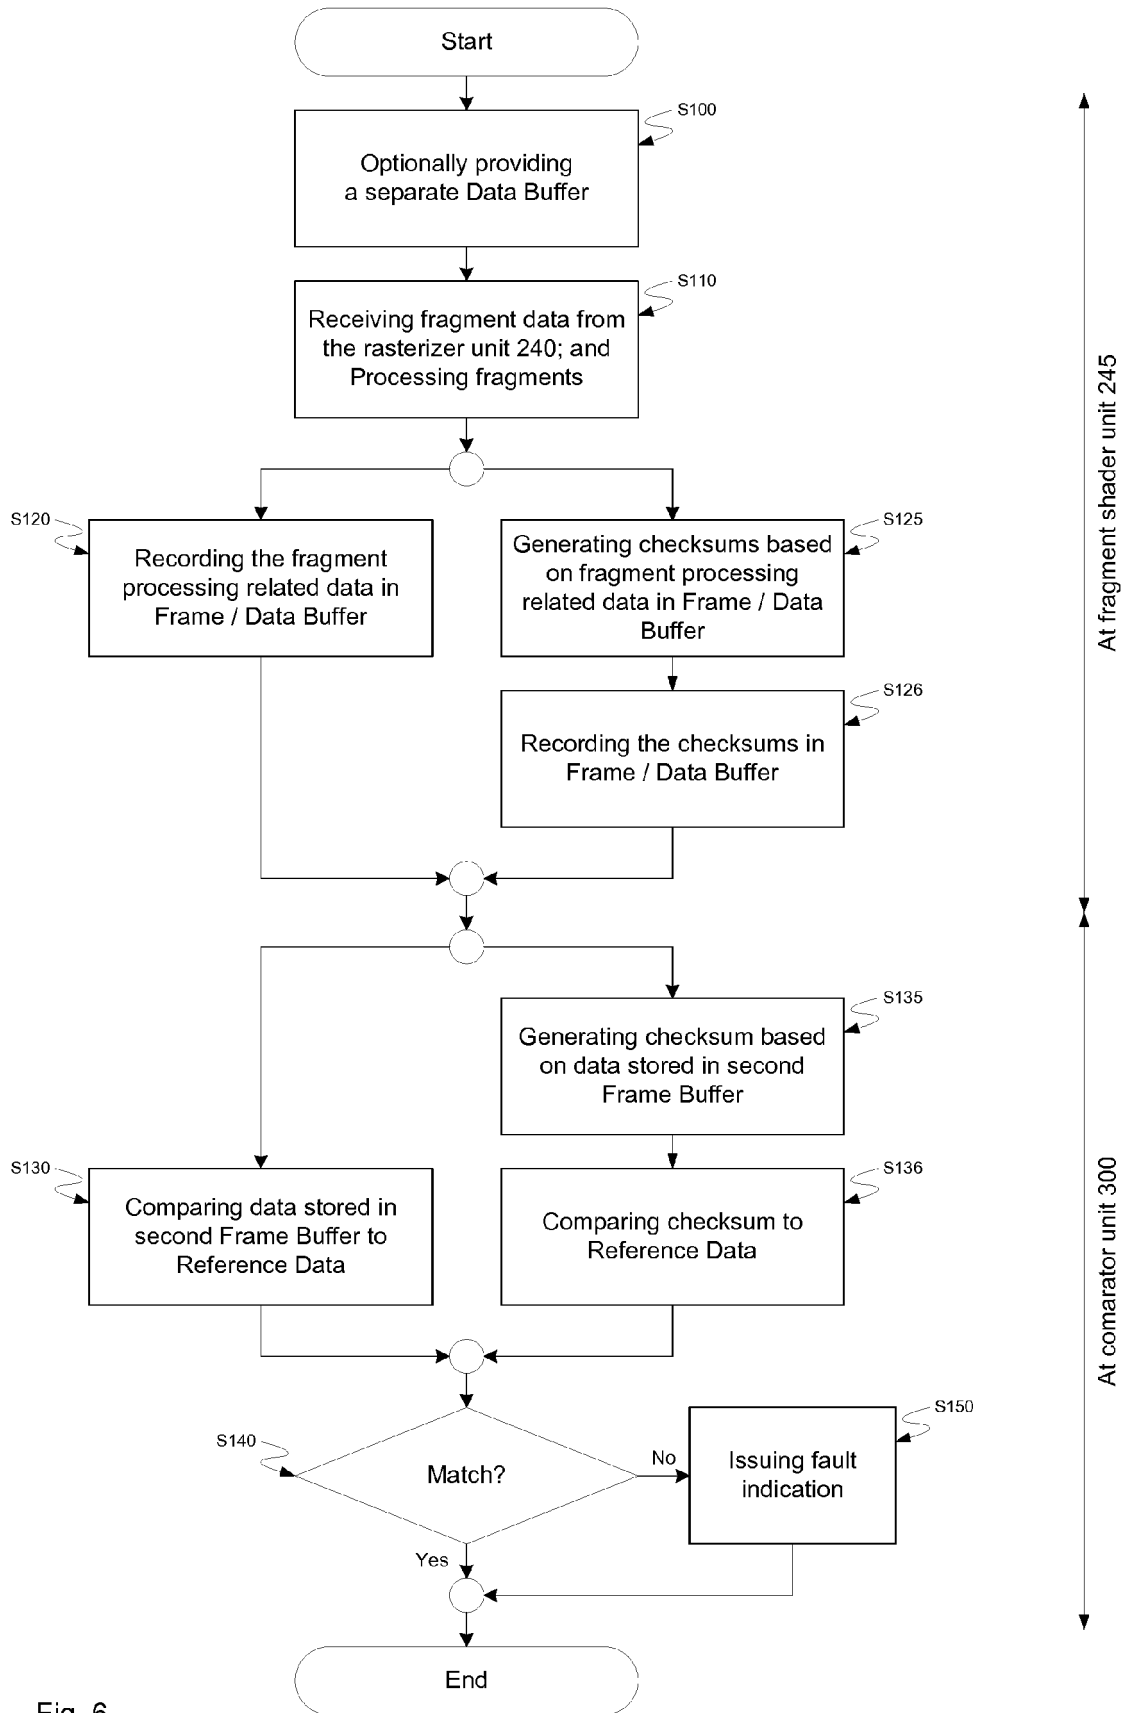 Start
S100
Optionally providing
a separate Data Buffer
S110
Receiving fragment data from
the rasterizer unit 240; and
Processing fragments
At fragment shader unit 245
S120
Recording the fragment
processing related data in
Frame / Data Buffer
S125
Generating checksums based
on fragment processing
related data in Frame / Data
Buffer
S126
Recording the checksums in
Frame / Data Buffer
S135
Generating checksum based
on data stored in second
Frame Buffer
S130
Comparing data stored in
second Frame Buffer to
Reference Data
S136
Comparing checksum to
Reference Data
At comarator unit 300
S140
Match?
No
S150
Issuing fault
indication
Yes
End
Fig. 6